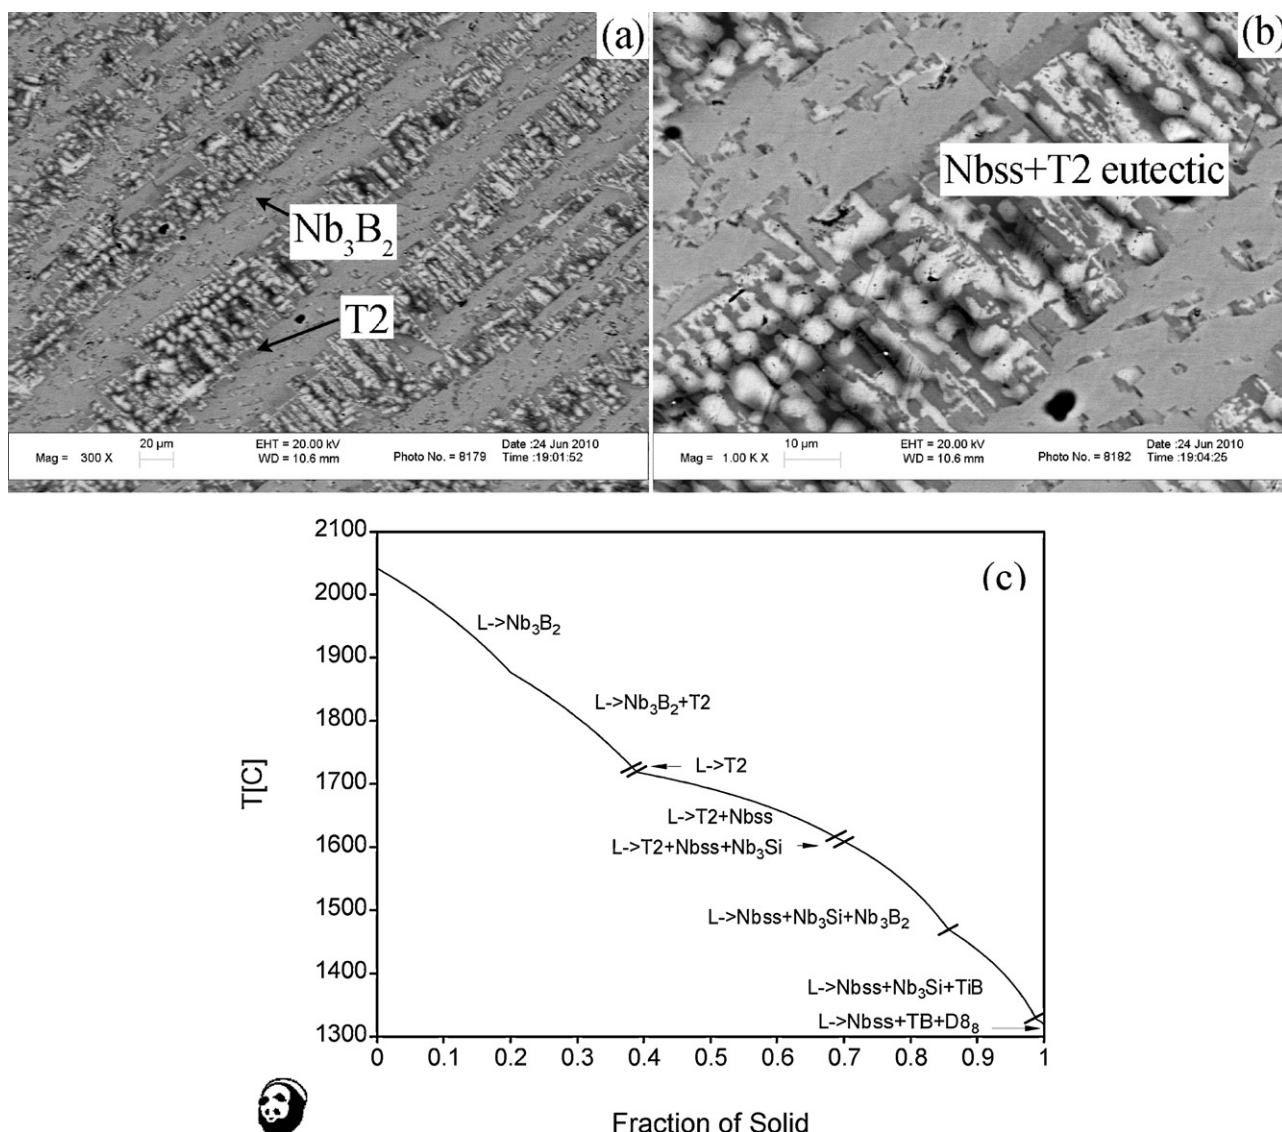 (a)
Nb₃B₂
T2
20 µm
Mag = 300 X
EHT = 20.00 kV
WD = 10.6 mm
Photo No. = 8179
Date :24 Jun 2010
Time :19:01:52
(b)
Nbss+T2 eutectic
10 µm
Mag = 1.00 K X
EHT = 20.00 kV
WD = 10.6 mm
Photo No. = 8182
Date :24 Jun 2010
Time :19:04:25
(c)
T[C]
2100
2000
1900
1800
1700
1600
1500
1400
1300
L->Nb₃B₂
L->Nb₃B₂+T2
L->T2
L->T2+Nbss
L->T2+Nbss+Nb₃Si
L->Nbss+Nb₃Si+Nb₃B₂
L->Nbss+Nb₃Si+TiB
L->Nbss+TB+D8₈
0 0.1 0.2 0.3 0.4 0.5 0.6 0.7 0.8 0.9 1
Fraction of Solid